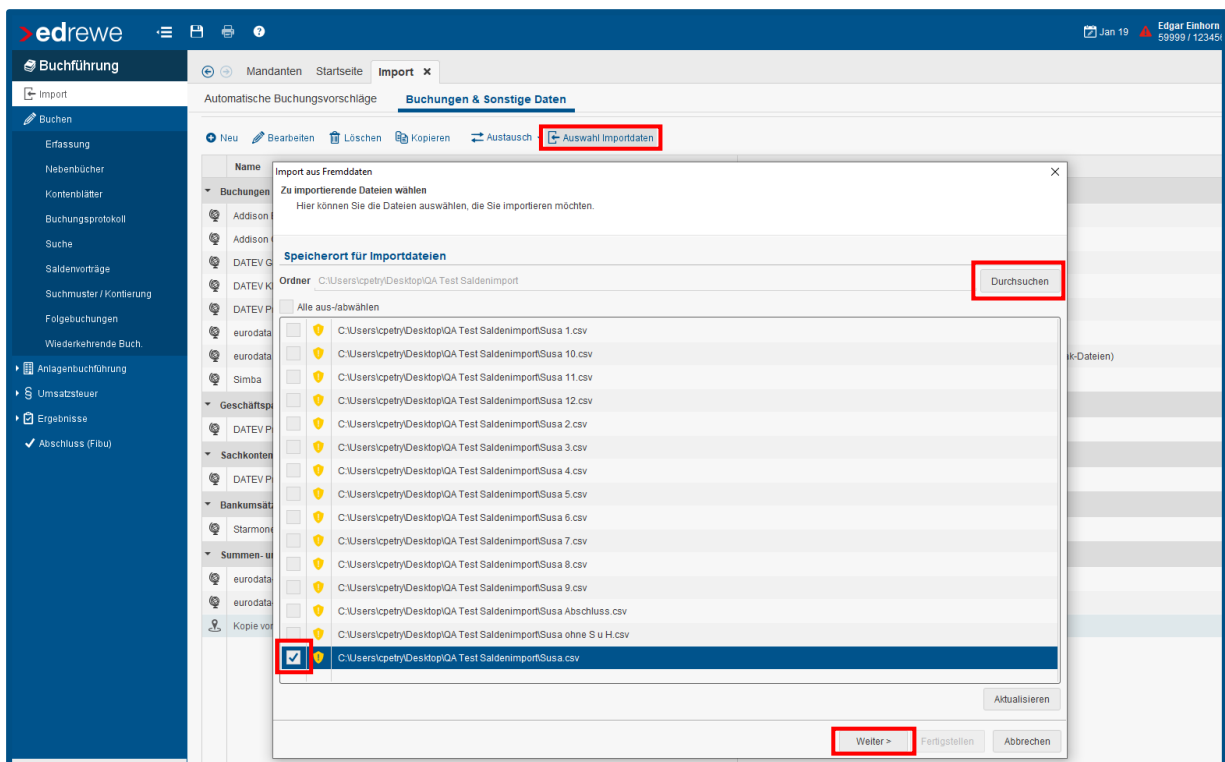 edrewe
Jan 19
Edgar Einhorn
59999 / 123456
Buchführung
Mandanten Startseite Import
Import
Automatische Buchungsvorschläge Buchungen & Sonstige Daten
Buchen
Erfassung
Nebenbücher
Kontenblätter
Buchungsprotokoll
Suche
Saldenvorträge
Suchmuster / Kontierung
Folgebuchungen
Wiederkehrende Buch.
Anlagenbuchführung
Umsatzsteuer
Ergebnisse
Abschluss (Fibu)
Neu Bearbeiten Löschen Kopieren Austausch Auswahl Importdaten
Name
Buchungen
Addison
Addison
DATEV G
DATEV K
DATEV P
eurodata
eurodata
ak-Dateien)
Simba
Geschäftspa
DATEV P
Sachkonten
DATEV P
Bankumsätz
Starmone
Summen- u
eurodata
eurodata
Kopie vor
Import aus Fremddaten
Zu importierende Dateien wählen
Hier können Sie die Dateien auswählen, die Sie importieren möchten.
Speicherort für Importdateien
Ordner C:\Users\cpetry\Desktop\QA Test Saldenimport Durchsuchen
Alle aus-/abwählen
C:\Users\cpetry\Desktop\QA Test Saldenimport\Susa 1.csv
C:\Users\cpetry\Desktop\QA Test Saldenimport\Susa 10.csv
C:\Users\cpetry\Desktop\QA Test Saldenimport\Susa 11.csv
C:\Users\cpetry\Desktop\QA Test Saldenimport\Susa 12.csv
C:\Users\cpetry\Desktop\QA Test Saldenimport\Susa 2.csv
C:\Users\cpetry\Desktop\QA Test Saldenimport\Susa 3.csv
C:\Users\cpetry\Desktop\QA Test Saldenimport\Susa 4.csv
C:\Users\cpetry\Desktop\QA Test Saldenimport\Susa 5.csv
C:\Users\cpetry\Desktop\QA Test Saldenimport\Susa 6.csv
C:\Users\cpetry\Desktop\QA Test Saldenimport\Susa 7.csv
C:\Users\cpetry\Desktop\QA Test Saldenimport\Susa 8.csv
C:\Users\cpetry\Desktop\QA Test Saldenimport\Susa 9.csv
C:\Users\cpetry\Desktop\QA Test Saldenimport\Susa Abschluss.csv
C:\Users\cpetry\Desktop\QA Test Saldenimport\Susa ohne S u H.csv
C:\Users\cpetry\Desktop\QA Test Saldenimport\Susa.csv
Aktualisieren
Weiter > Fertigstellen Abbrechen